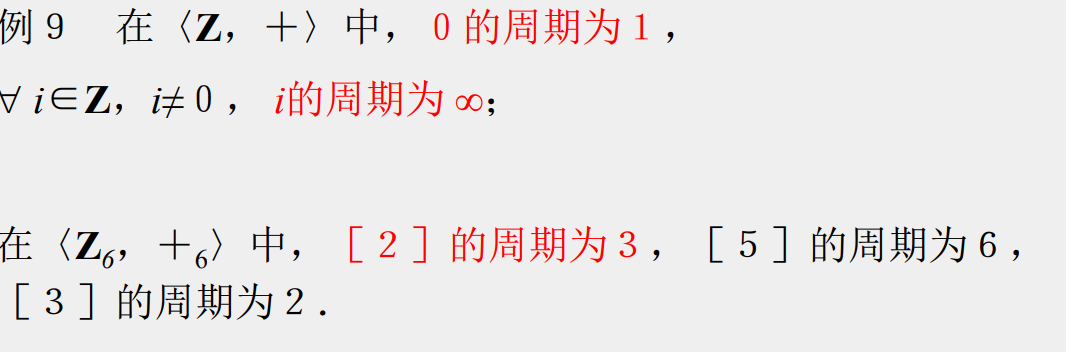 例 9 在〈Z，＋〉中，0 的周期为 1，
∀ i∈Z，i≠ 0， i的周期为 ∞；
在〈Z₆，＋₆〉中，［ 2 ］的周期为 3，［ 5 ］的周期为 6，
［ 3 ］的周期为 2．